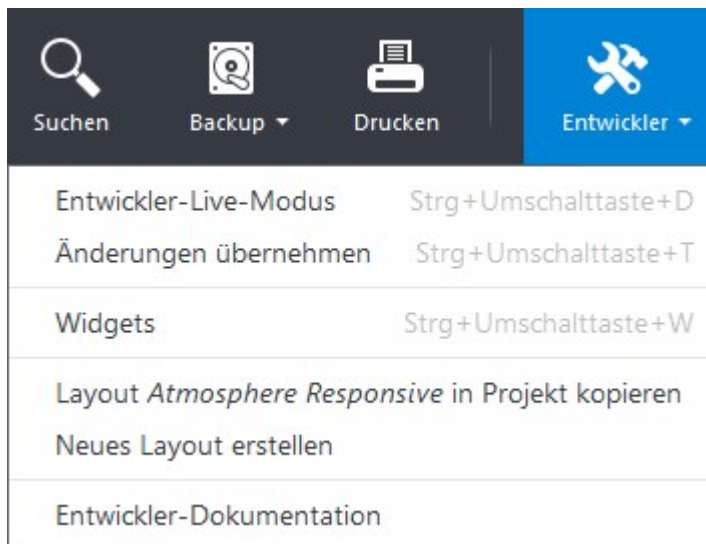 Suchen Backup Drucken Entwickler
Entwickler-Live-Modus Strg+Umschalttaste+D
Änderungen übernehmen Strg+Umschalttaste+T
Widgets Strg+Umschalttaste+W
Layout Atmosphere Responsive in Projekt kopieren
Neues Layout erstellen
Entwickler-Dokumentation